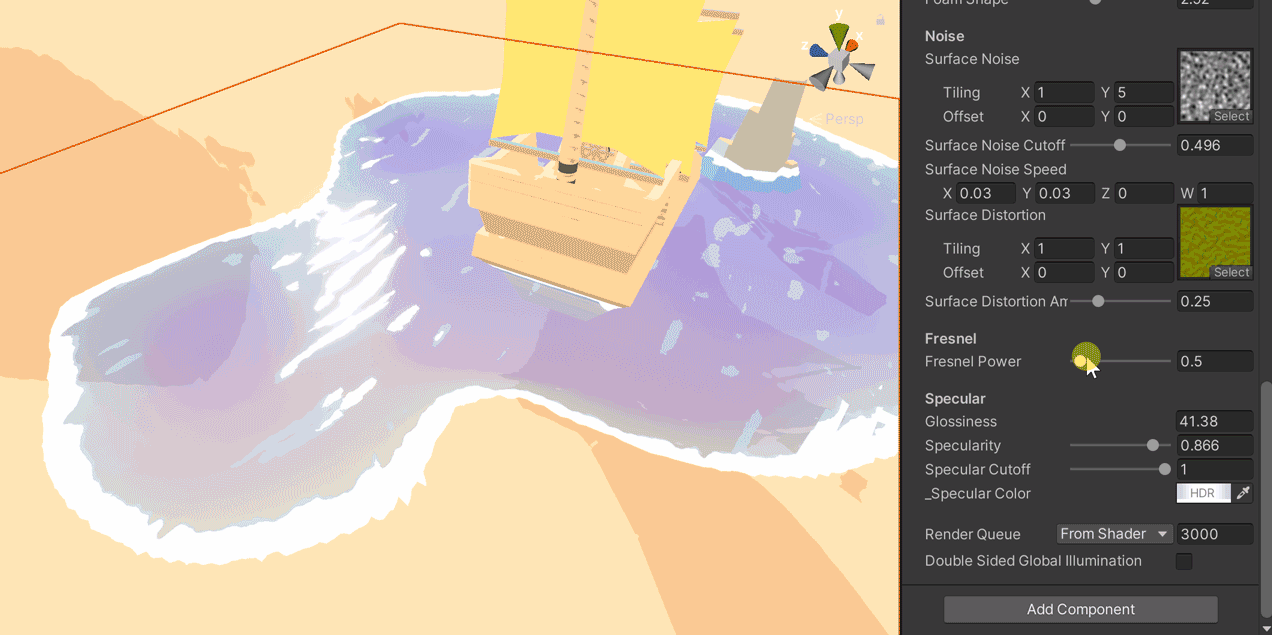 y
x
z
< Persp
Foam Shape 2.52
Noise
Surface Noise
Tiling X 1 Y 5
Offset X 0 Y 0
Select
Surface Noise Cutoff 0.496
Surface Noise Speed
X 0.03 Y 0.03 Z 0 W 1
Surface Distortion
Tiling X 1 Y 1
Offset X 0 Y 0
Select
Surface Distortion Am 0.25
Fresnel
Fresnel Power 0.5
Specular
Glossiness 41.38
Specularity 0.866
Specular Cutoff 1
_Specular Color HDR
Render Queue From Shader 3000
Double Sided Global Illumination
Add Component